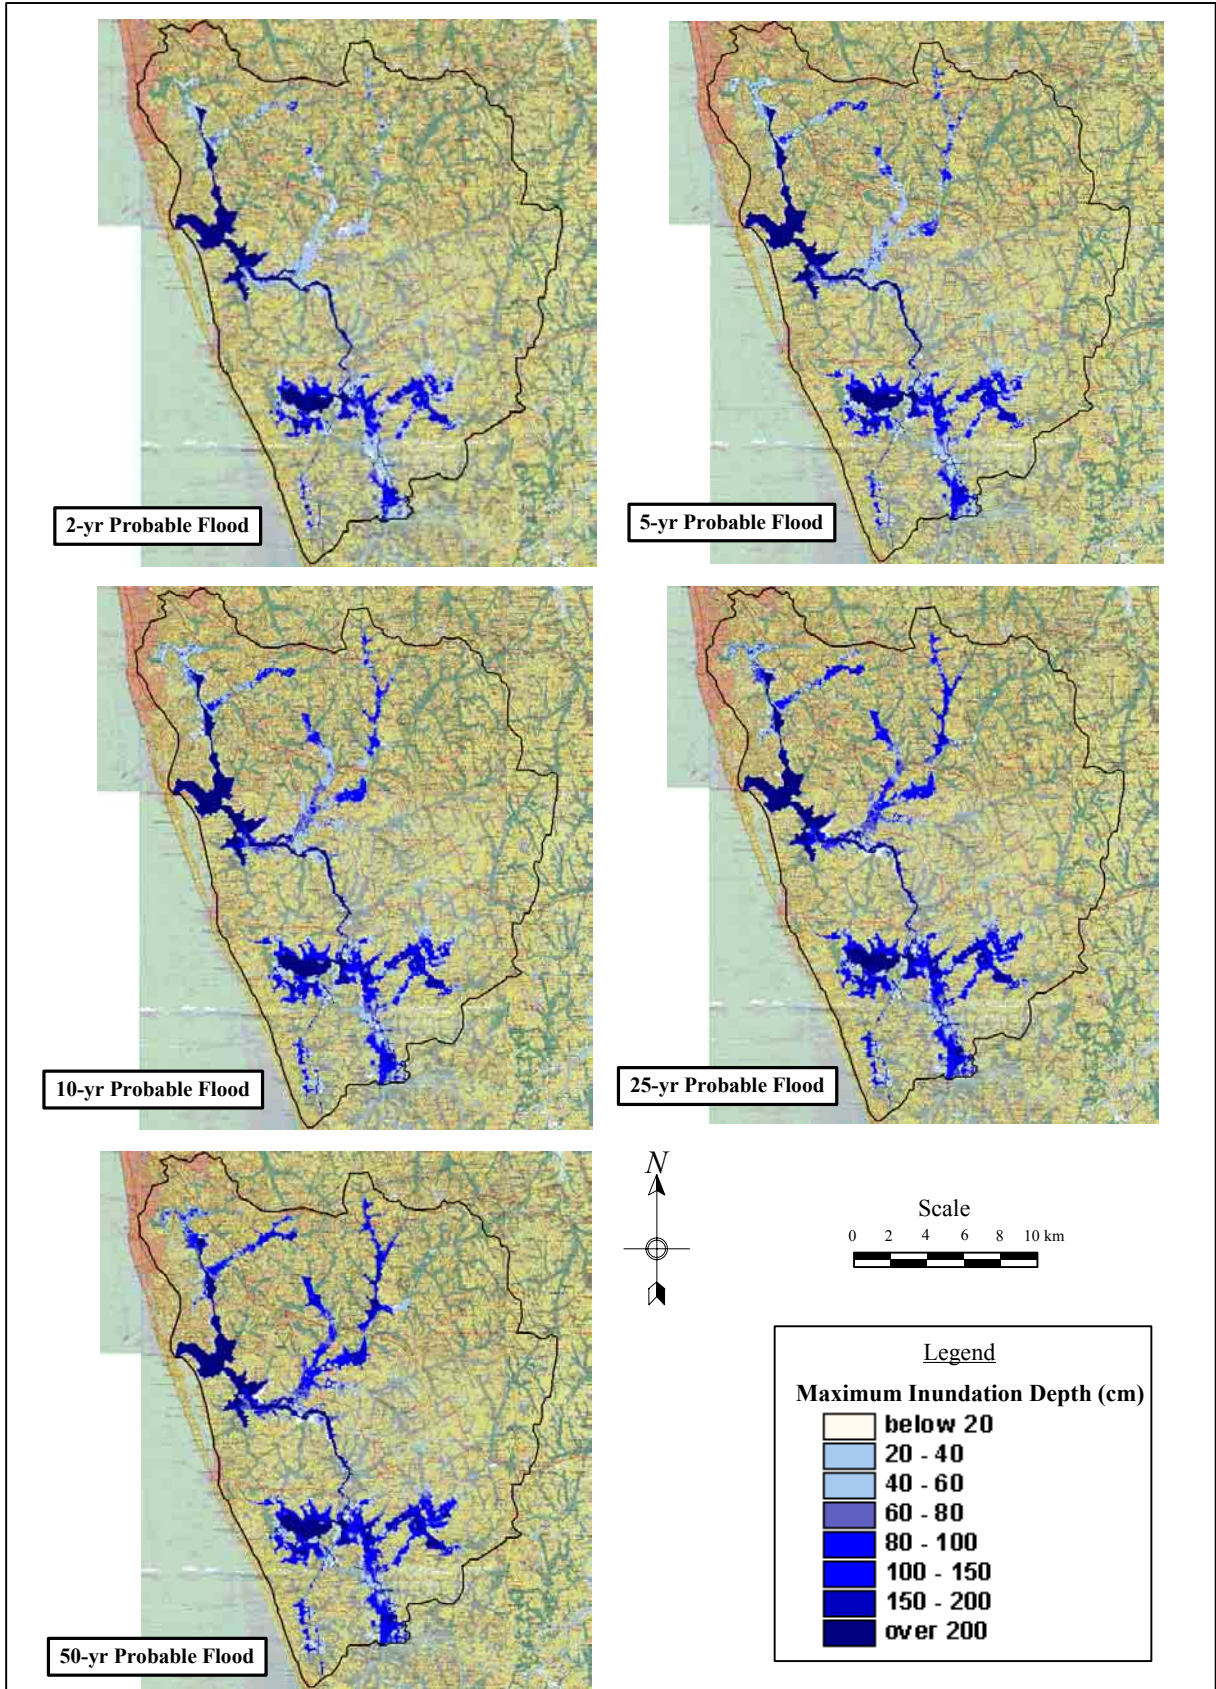 2-yr Probable Flood
5-yr Probable Flood
10-yr Probable Flood
25-yr Probable Flood
50-yr Probable Flood
N
Scale
0 2 4 6 8 10 km
Legend
Maximum Inundation Depth (cm)
below 20
20 - 40
40 - 60
60 - 80
80 - 100
100 - 150
150 - 200
over 200